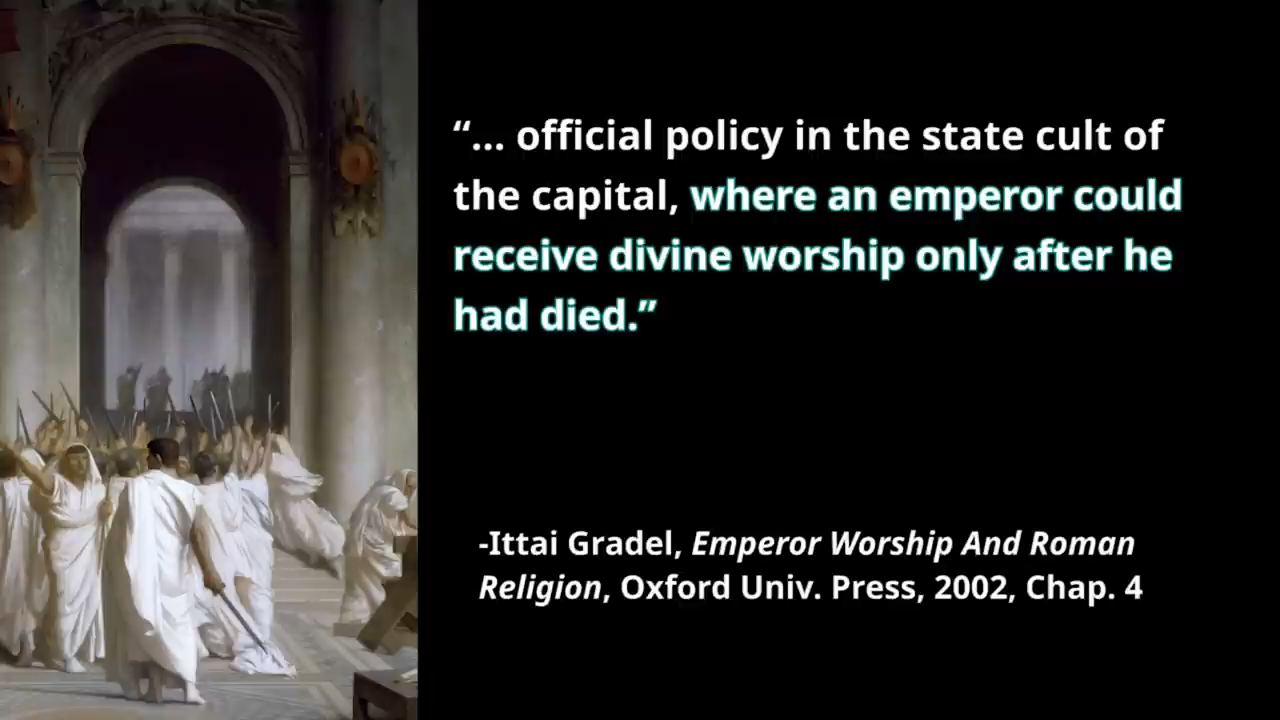 “... official policy in the state cult of
the capital, where an emperor could
receive divine worship only after he
had died.”
-Ittai Gradel, Emperor Worship And Roman
Religion, Oxford Univ. Press, 2002, Chap. 4